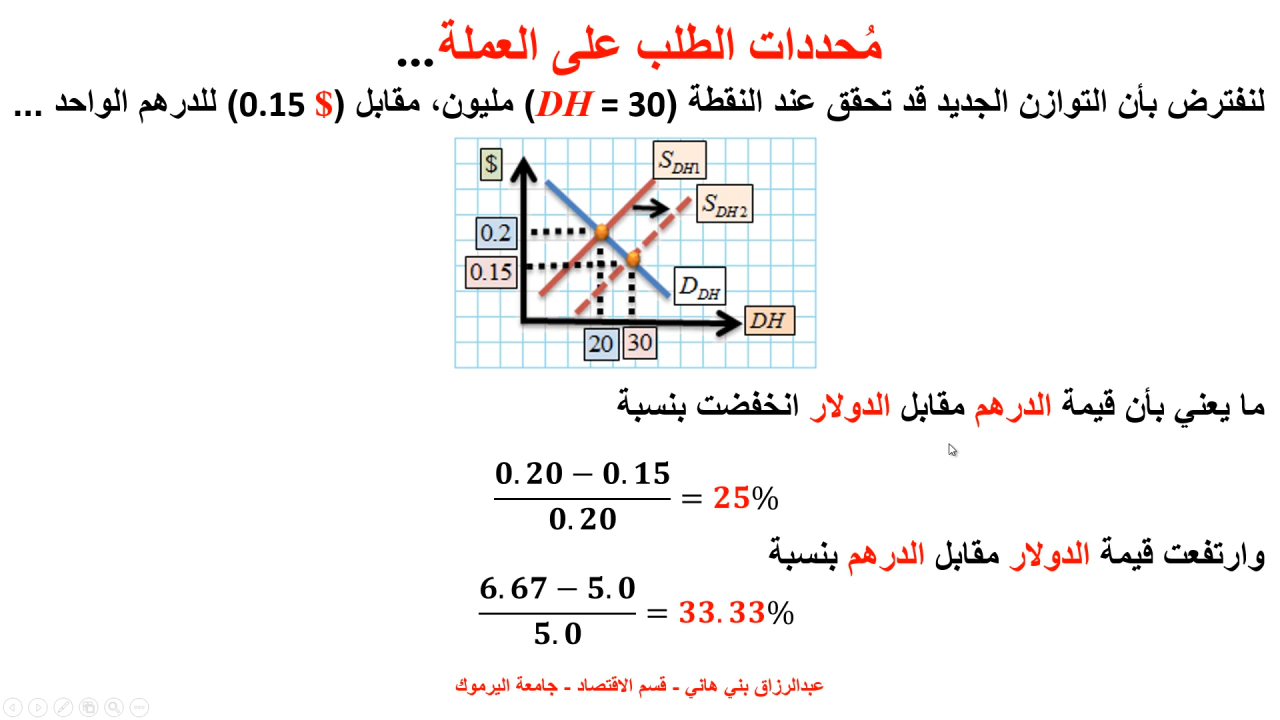 مُحددات الطلب على العملة...
لنفترض بأن التوازن الجديد قد تحقق عند النقطة (DH = 30) مليون، مقابل ($ 0.15) للدرهم الواحد ...
$
S_DH1
S_DH2
0.2
0.15
D_DH
DH
20
30
ما يعني بأن قيمة الدرهم مقابل الدولار انخفضت بنسبة
0.20 − 0.15
0.20
= 25%
وارتفعت قيمة الدولار مقابل الدرهم بنسبة
6.67 − 5.0
5.0
= 33.33%
عبدالرزاق بني هاني - قسم الاقتصاد - جامعة اليرموك